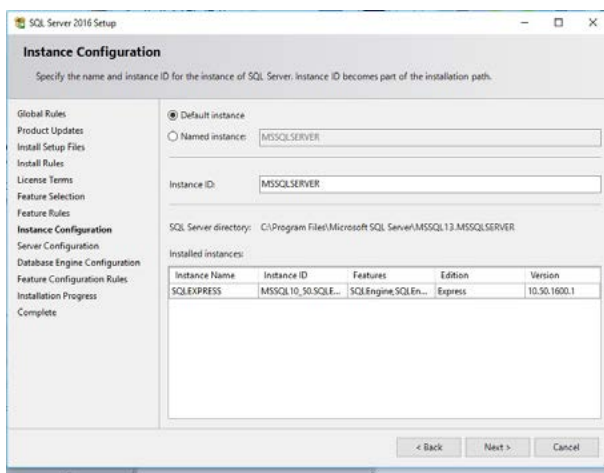 SQL Server 2016 Setup
Instance Configuration
Specify the name and instance ID for the instance of SQL Server. Instance ID becomes part of the installation path.
Global Rules
Product Updates
Install Setup Files
Install Rules
License Terms
Feature Selection
Feature Rules
Instance Configuration
Server Configuration
Database Engine Configuration
Feature Configuration Rules
Installation Progress
Complete
Default instance
Named instance: MSSQLSERVER
Instance ID: MSSQLSERVER
SQL Server directory: C:\Program Files\Microsoft SQL Server\MSSQL13.MSSQLSERVER
Installed instances:
Instance Name Instance ID Features Edition Version
SQLEXPRESS MSSQL10_50.SQLE... SQLEngine,SQLEn... Express 10.50.1600.1
< Back Next > Cancel